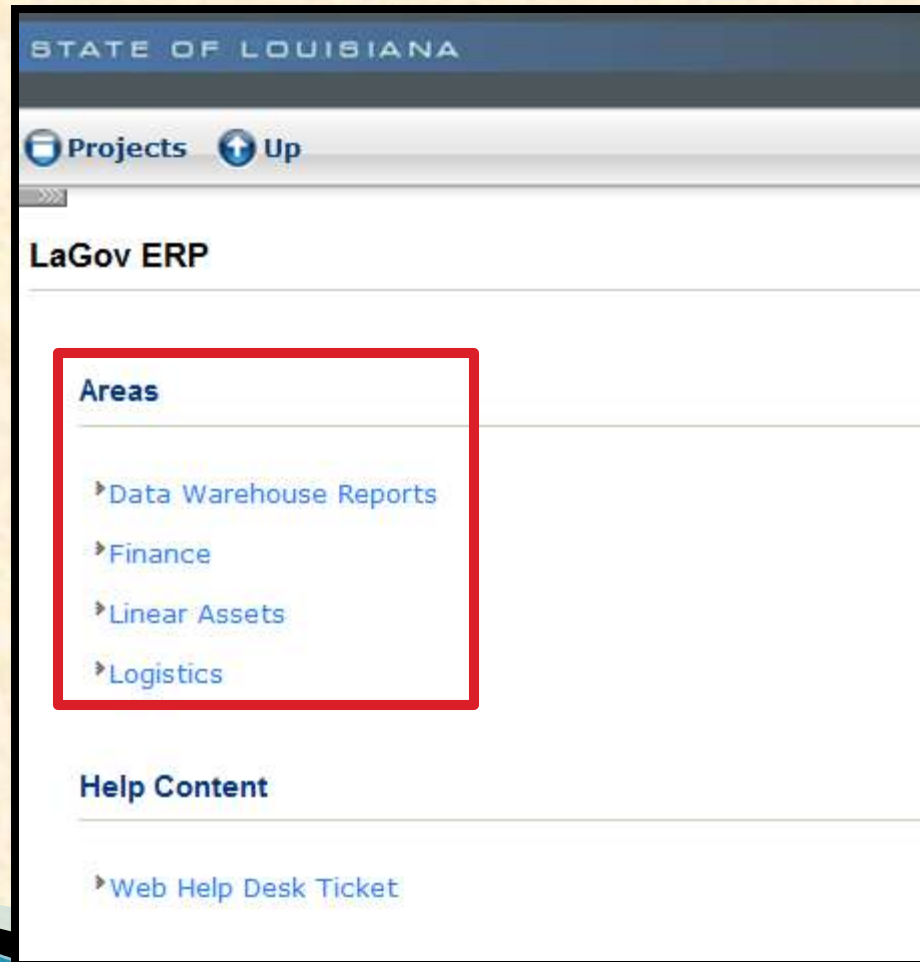 STATE OF LOUISIANA
Projects Up
LaGov ERP
Areas
Data Warehouse Reports
Finance
Linear Assets
Logistics
Help Content
Web Help Desk Ticket